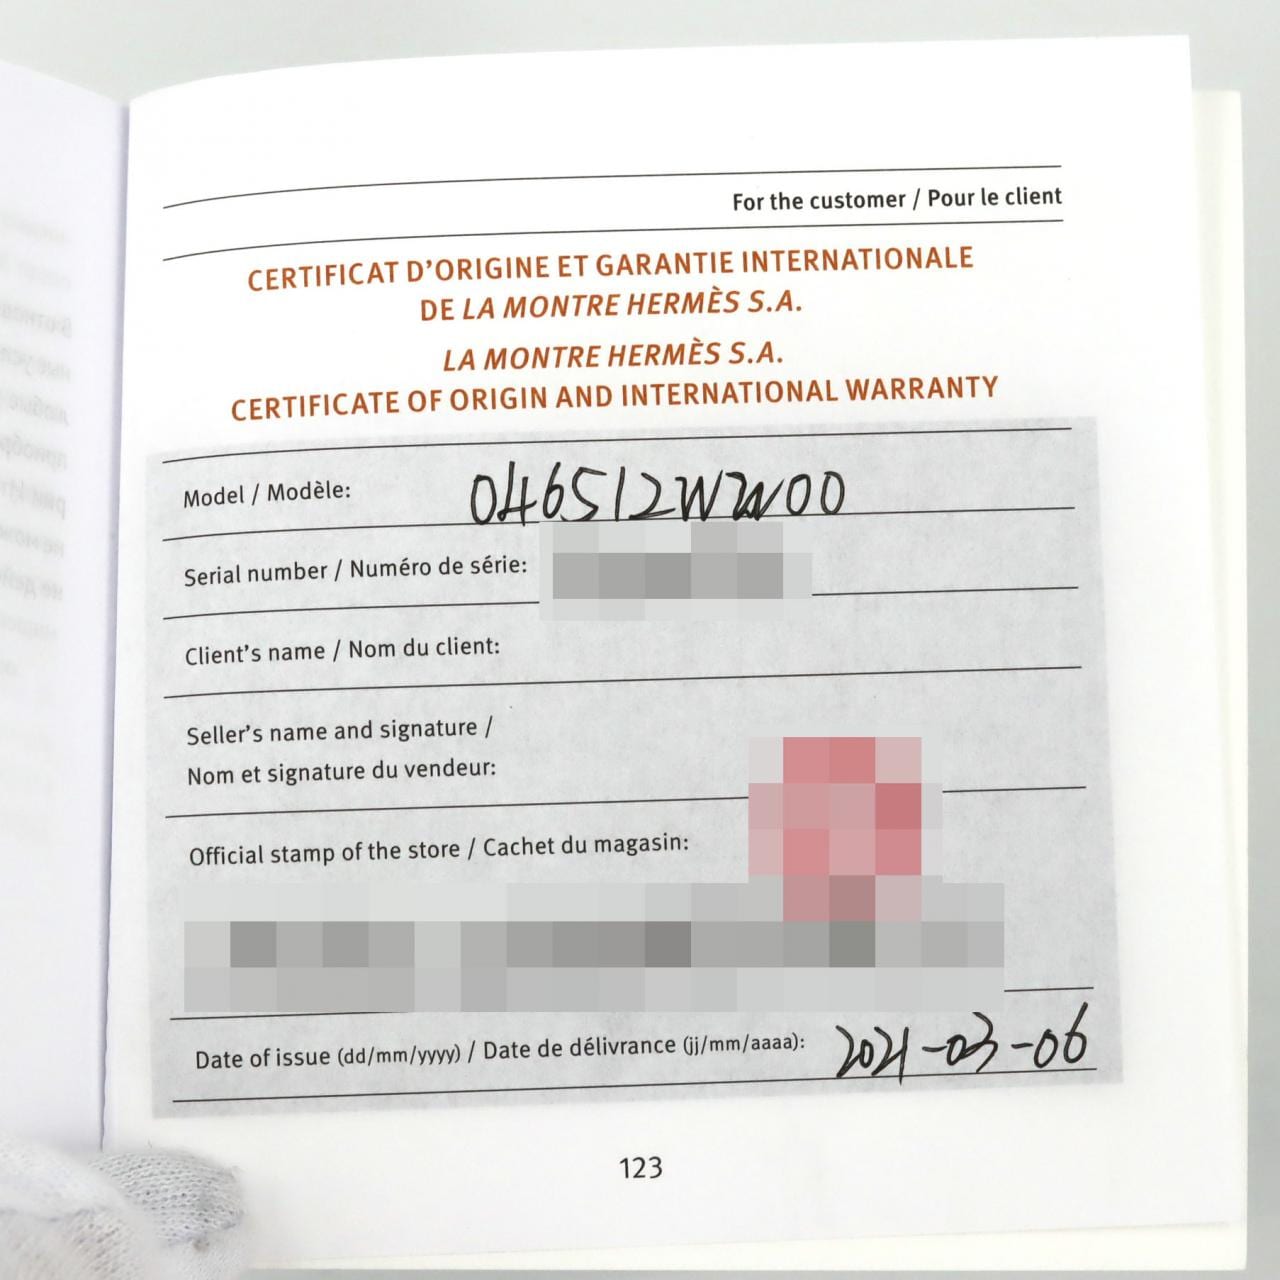 For the customer / Pour le client
CERTIFICAT D'ORIGINE ET GARANTIE INTERNATIONALE
DE LA MONTRE HERMÈS S.A.
LA MONTRE HERMÈS S.A.
CERTIFICATE OF ORIGIN AND INTERNATIONAL WARRANTY
Model / Modèle: 046512WW00
Serial number / Numéro de série:
Client's name / Nom du client:
Seller's name and signature /
Nom et signature du vendeur:
Official stamp of the store / Cachet du magasin:
Date of issue (dd/mm/yyyy) / Date de délivrance (jj/mm/aaaa): 2021-03-06
123